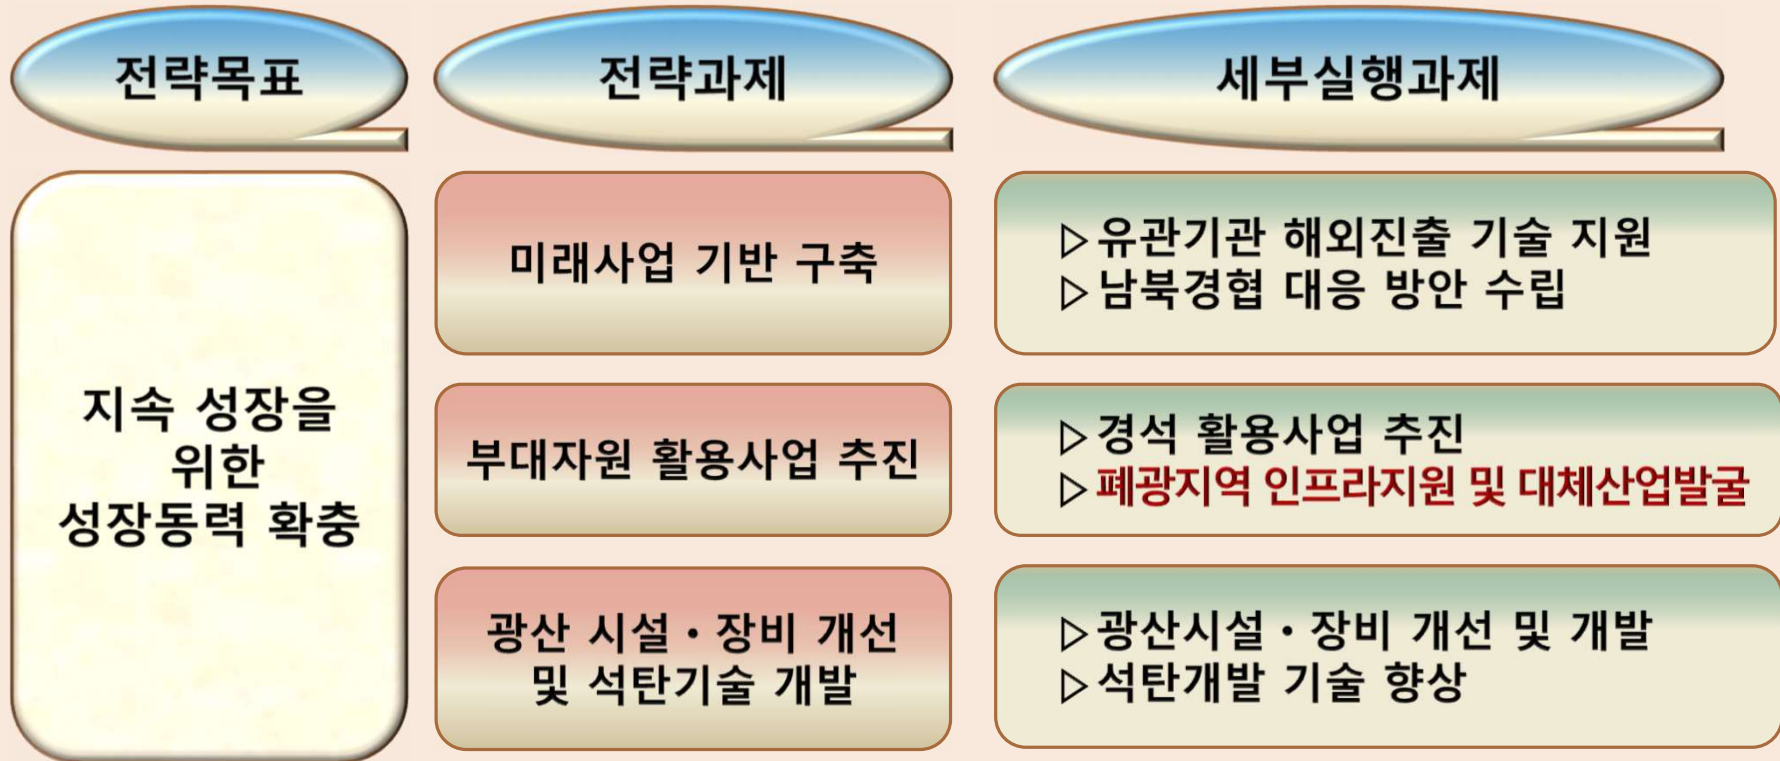 전략목표
전략과제
세부실행과제
지속 성장을
위한
성장동력 확충
미래사업 기반 구축
▷유관기관 해외진출 기술 지원
▷남북경협 대응 방안 수립
부대자원 활용사업 추진
▷경석 활용사업 추진
▷폐광지역 인프라지원 및 대체산업발굴
광산 시설·장비 개선
및 석탄기술 개발
▷광산시설·장비 개선 및 개발
▷석탄개발 기술 향상